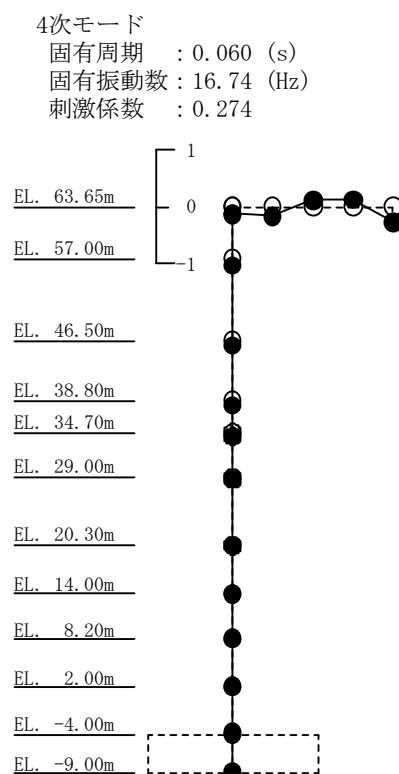 4次モード
固有周期 : 0.060 (s)
固有振動数 : 16.74 (Hz)
刺激係数 : 0.274
1
EL. 63.65m
0
EL. 57.00m
-1
EL. 46.50m
EL. 38.80m
EL. 34.70m
EL. 29.00m
EL. 20.30m
EL. 14.00m
EL. 8.20m
EL. 2.00m
EL. -4.00m
EL. -9.00m